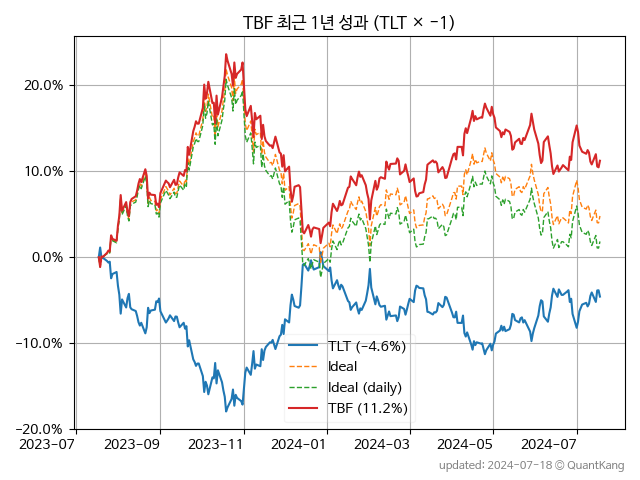 TBF 최근 1년 성과 (TLT × −1)
20.0%
10.0%
0.0%
−10.0%
−20.0%
TLT (−4.6%)
Ideal
Ideal (daily)
TBF (11.2%)
2023-07 2023-09 2023-11 2024-01 2024-03 2024-05 2024-07
updated: 2024-07-18 © QuantKang